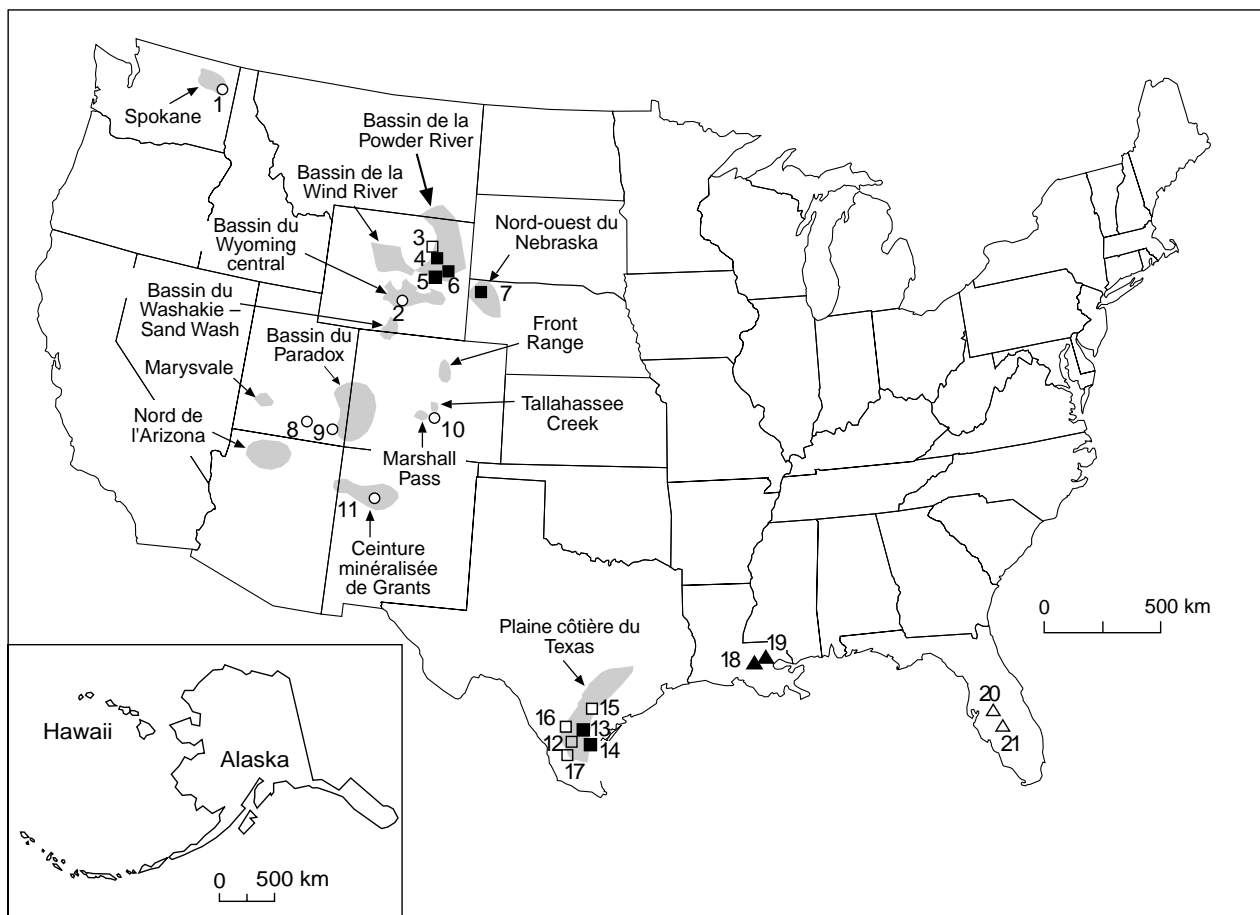 1
Spokane
Bassin de la
Powder River
Bassin de la
Wind River
Bassin du
Wyoming
central
Nord-ouest du
Nebraska
3
4
5
6
7
2
Bassin du
Washakie –
Sand Wash
Bassin du
Paradox
Front
Range
Marysvale
Tallahassee
Creek
Nord de
l'Arizona
8
9
10
Marshall
Pass
11
Ceinture
minéralisée
de Grants
0
500 km
Plaine côtière du
Texas
19
18
20
21
15
16
13
12
14
17
Hawaii
Alaska
0
500 km